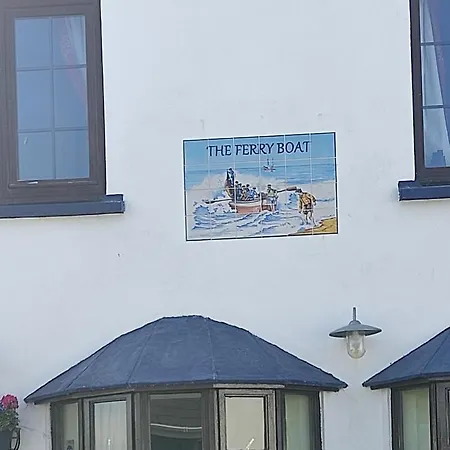 THE FERRY BOAT